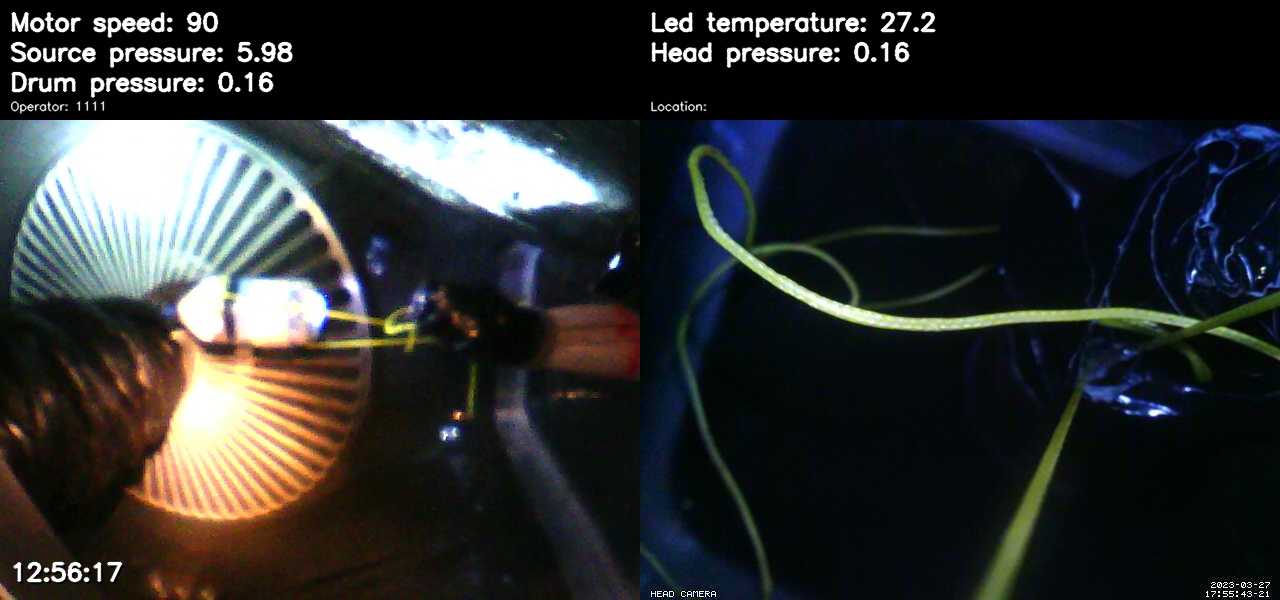 Motor speed: 90
Source pressure: 5.98
Drum pressure: 0.16
Operator: 1111
Led temperature: 27.2
Head pressure: 0.16
Location:
12:56:17
HEAD CAMERA
2023-03-27
17:55:43-21